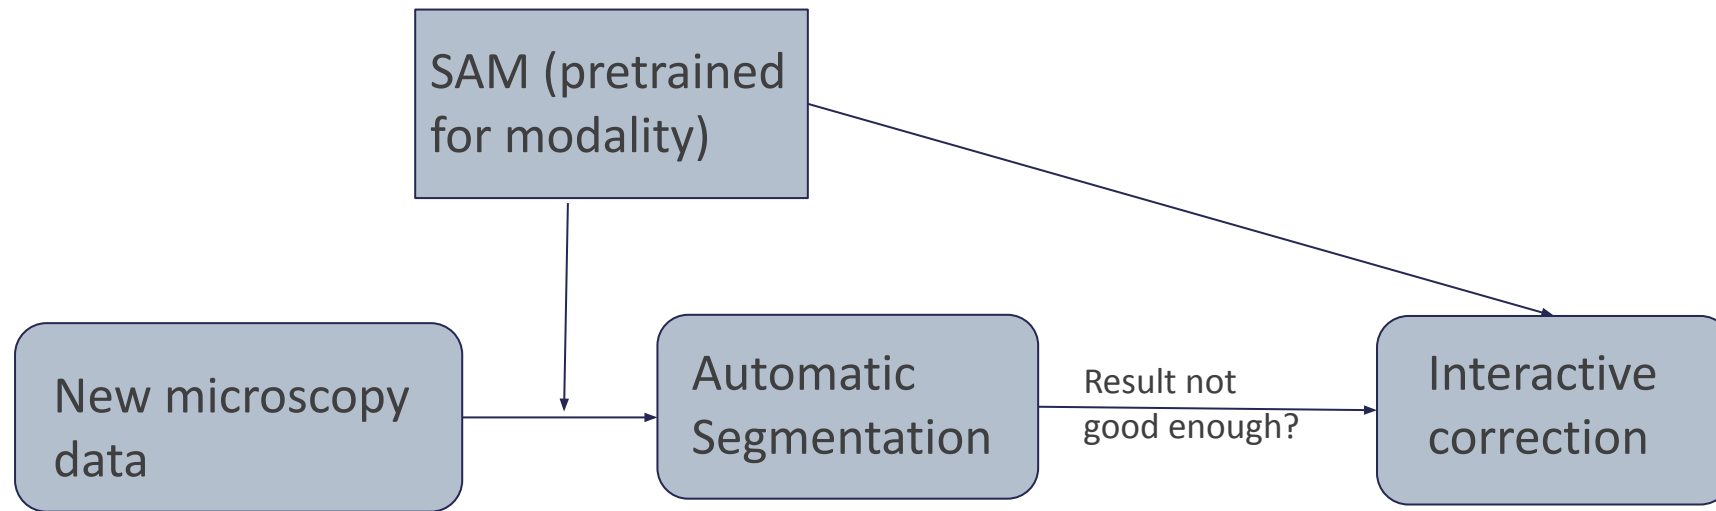 SAM (pretrained
for modality)
New microscopy
data
Automatic
Segmentation
Result not
good enough?
Interactive
correction